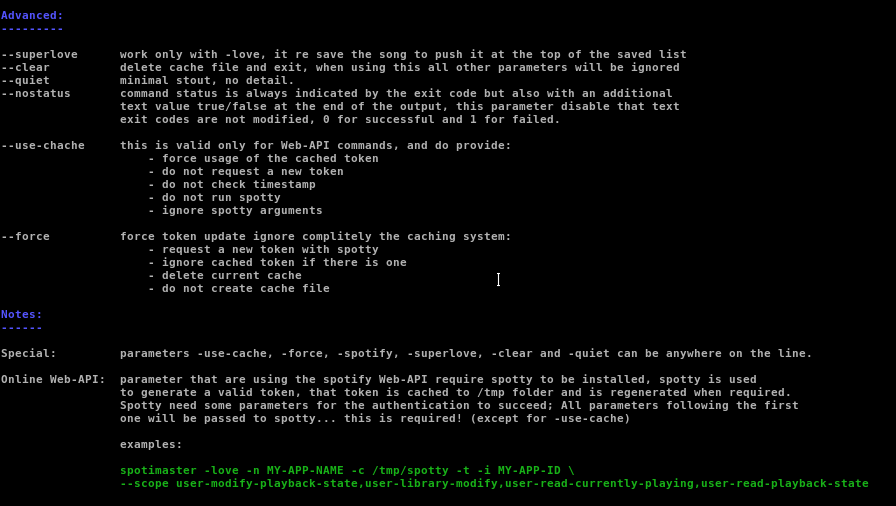 Advanced:
---------
--superlove work only with -love, it re save the song to push it at the top of the saved list
--clear delete cache file and exit, when using this all other parameters will be ignored
--quiet minimal stout, no detail.
--nostatus command status is always indicated by the exit code but also with an additional
text value true/false at the end of the output, this parameter disable that text
exit codes are not modified, 0 for successful and 1 for failed.
--use-chache this is valid only for Web-API commands, and do provide:
- force usage of the cached token
- do not request a new token
- do not check timestamp
- do not run spotty
- ignore spotty arguments
--force force token update ignore complitely the caching system:
- request a new token with spotty
- ignore cached token if there is one
- delete current cache
- do not create cache file
Notes:
------
Special: parameters -use-cache, -force, -spotify, -superlove, -clear and -quiet can be anywhere on the line.
Online Web-API: parameter that are using the spotify Web-API require spotty to be installed, spotty is used
to generate a valid token, that token is cached to /tmp folder and is regenerated when required.
Spotty need some parameters for the authentication to succeed; All parameters following the first
one will be passed to spotty... this is required! (except for -use-cache)
examples:
spotimaster -love -n MY-APP-NAME -c /tmp/spotty -t -i MY-APP-ID \
--scope user-modify-playback-state,user-library-modify,user-read-currently-playing,user-read-playback-state